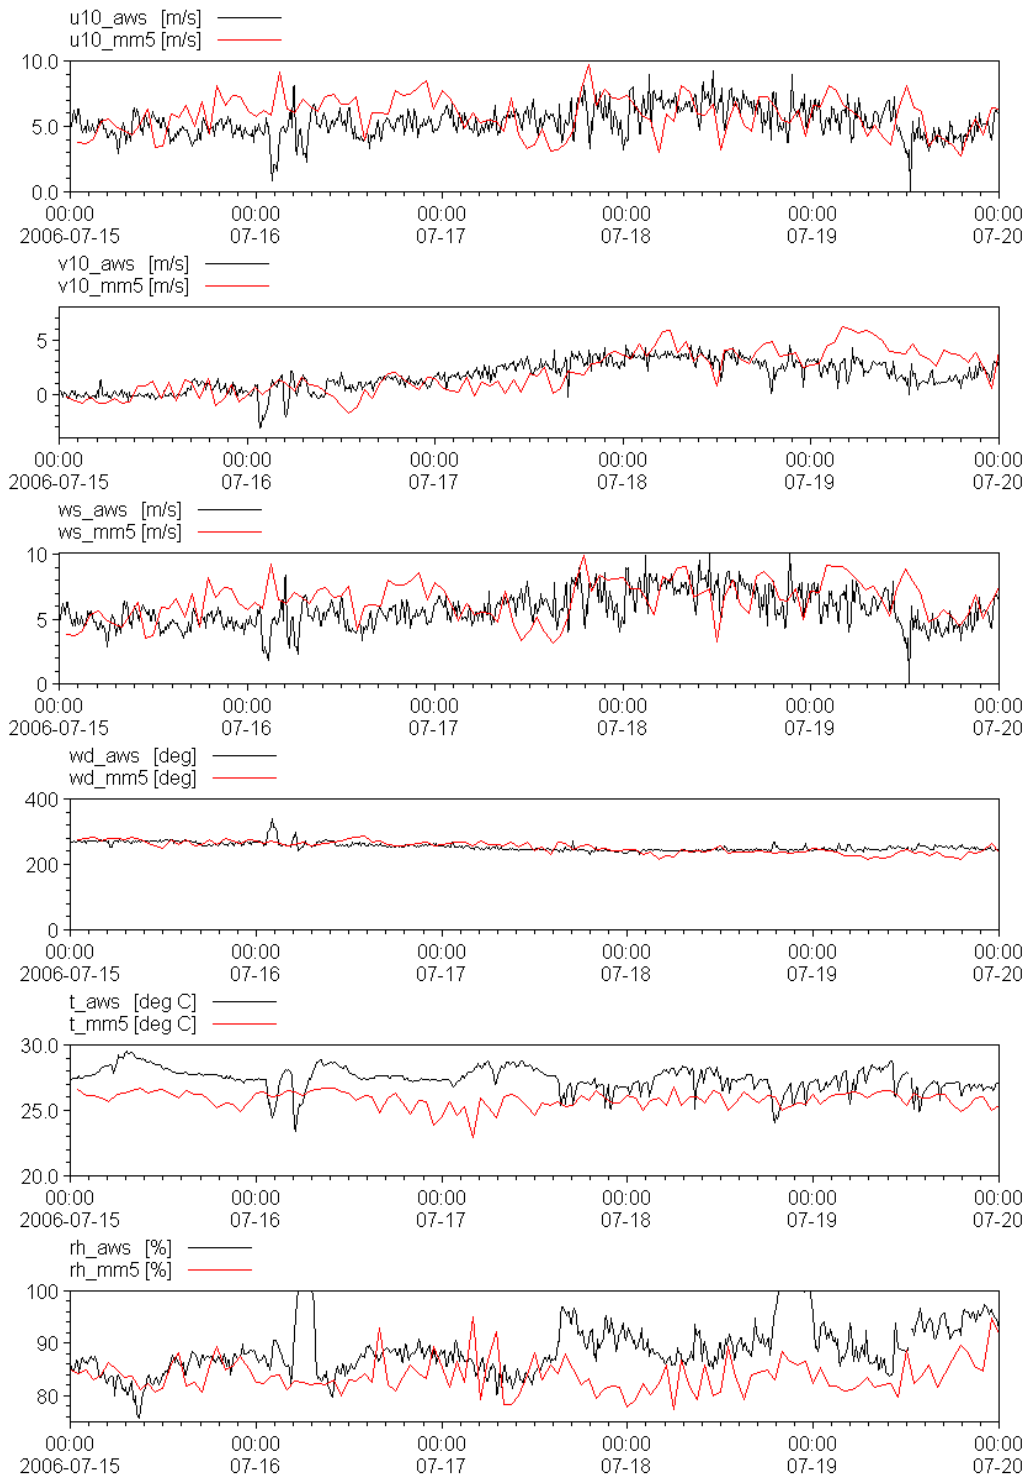 u10_aws [m/s]
u10_mm5 [m/s]
10.0
5.0
0.0
00:00 00:00 00:00 00:00 00:00 00:00
2006-07-15 07-16 07-17 07-18 07-19 07-20
v10_aws [m/s]
v10_mm5 [m/s]
5
0
00:00 00:00 00:00 00:00 00:00 00:00
2006-07-15 07-16 07-17 07-18 07-19 07-20
ws_aws [m/s]
ws_mm5 [m/s]
10
5
0
00:00 00:00 00:00 00:00 00:00 00:00
2006-07-15 07-16 07-17 07-18 07-19 07-20
wd_aws [deg]
wd_mm5 [deg]
400
200
0
00:00 00:00 00:00 00:00 00:00 00:00
2006-07-15 07-16 07-17 07-18 07-19 07-20
t_aws [deg C]
t_mm5 [deg C]
30.0
25.0
20.0
00:00 00:00 00:00 00:00 00:00 00:00
2006-07-15 07-16 07-17 07-18 07-19 07-20
rh_aws [%]
rh_mm5 [%]
100
90
80
00:00 00:00 00:00 00:00 00:00 00:00
2006-07-15 07-16 07-17 07-18 07-19 07-20